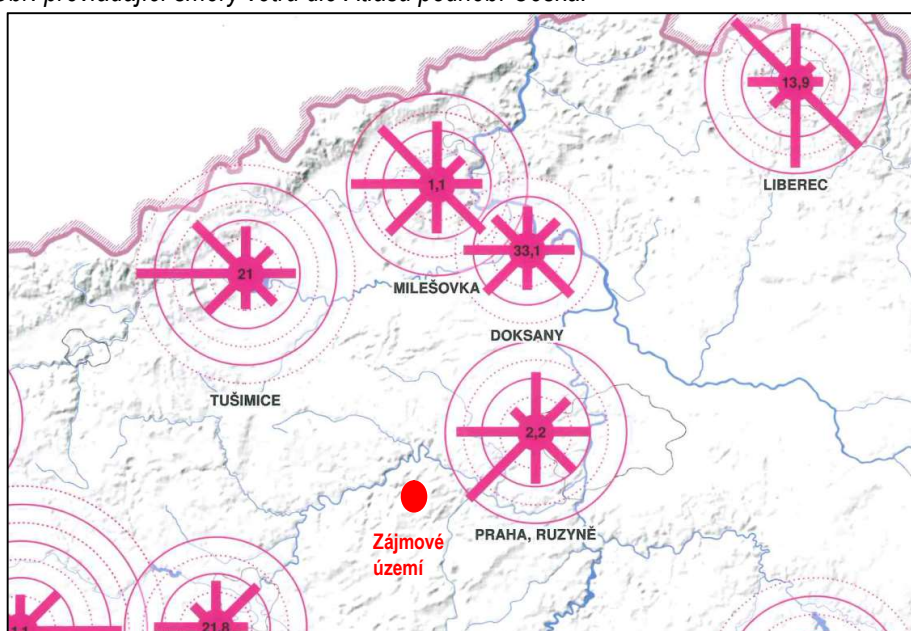 13,9
LIBEREC
1,1
MILEŠOVKA
33,1
DOKSANY
21
TUŠIMICE
2,2
PRAHA, RUZYNĚ
Zájmové
území
21,8